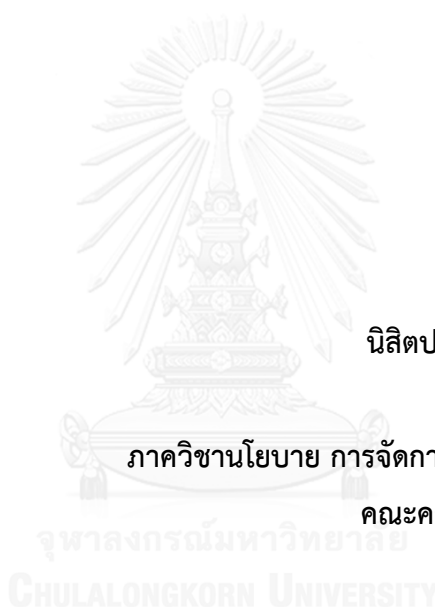 นิสิตป
ภาควิชานโยบาย การจัดกา
คณะค
จุฬาลงกรณ์มหาวิทยาลัย
CHULALONGKORN UNIVERSITY